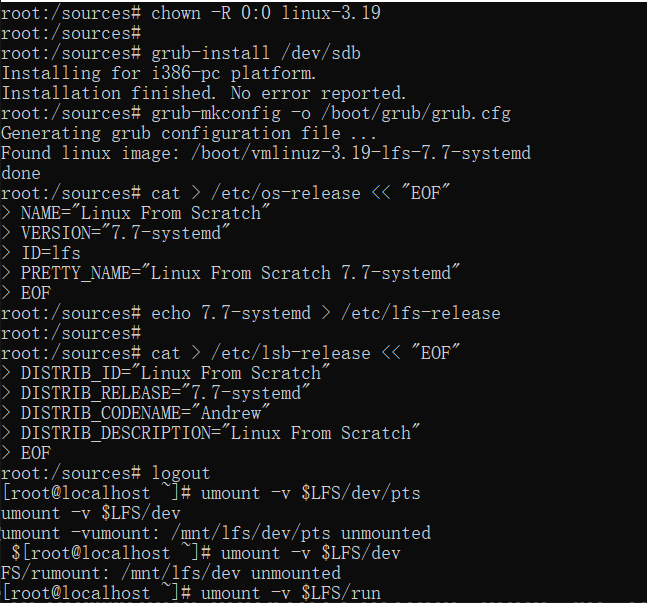 root:/sources# chown -R 0:0 linux-3.19
root:/sources#
root:/sources# grub-install /dev/sdb
Installing for i386-pc platform.
Installation finished. No error reported.
root:/sources# grub-mkconfig -o /boot/grub/grub.cfg
Generating grub configuration file ...
Found linux image: /boot/vmlinuz-3.19-lfs-7.7-systemd
done
root:/sources# cat > /etc/os-release << "EOF"
> NAME="Linux From Scratch"
> VERSION="7.7-systemd"
> ID=lfs
> PRETTY_NAME="Linux From Scratch 7.7-systemd"
> EOF
root:/sources# echo 7.7-systemd > /etc/lfs-release
root:/sources#
root:/sources# cat > /etc/lsb-release << "EOF"
> DISTRIB_ID="Linux From Scratch"
> DISTRIB_RELEASE="7.7-systemd"
> DISTRIB_CODENAME="Andrew"
> DISTRIB_DESCRIPTION="Linux From Scratch"
> EOF
root:/sources# logout
[root@localhost ~]# umount -v $LFS/dev/pts
umount -v $LFS/dev
umount -vumount: /mnt/lfs/dev/pts unmounted
 $[root@localhost ~]# umount -v $LFS/dev
FS/rumount: /mnt/lfs/dev unmounted
[root@localhost ~]# umount -v $LFS/run